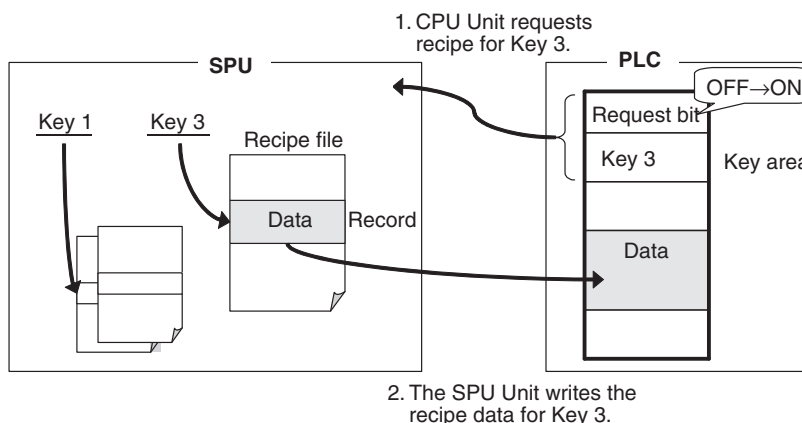 1. CPU Unit requests
recipe for Key 3.
SPU
PLC
OFF→ON
Request bit
Key 1
Key 3
Recipe file
Key 3
Key area
Data
Record
Data
2. The SPU Unit writes the
recipe data for Key 3.